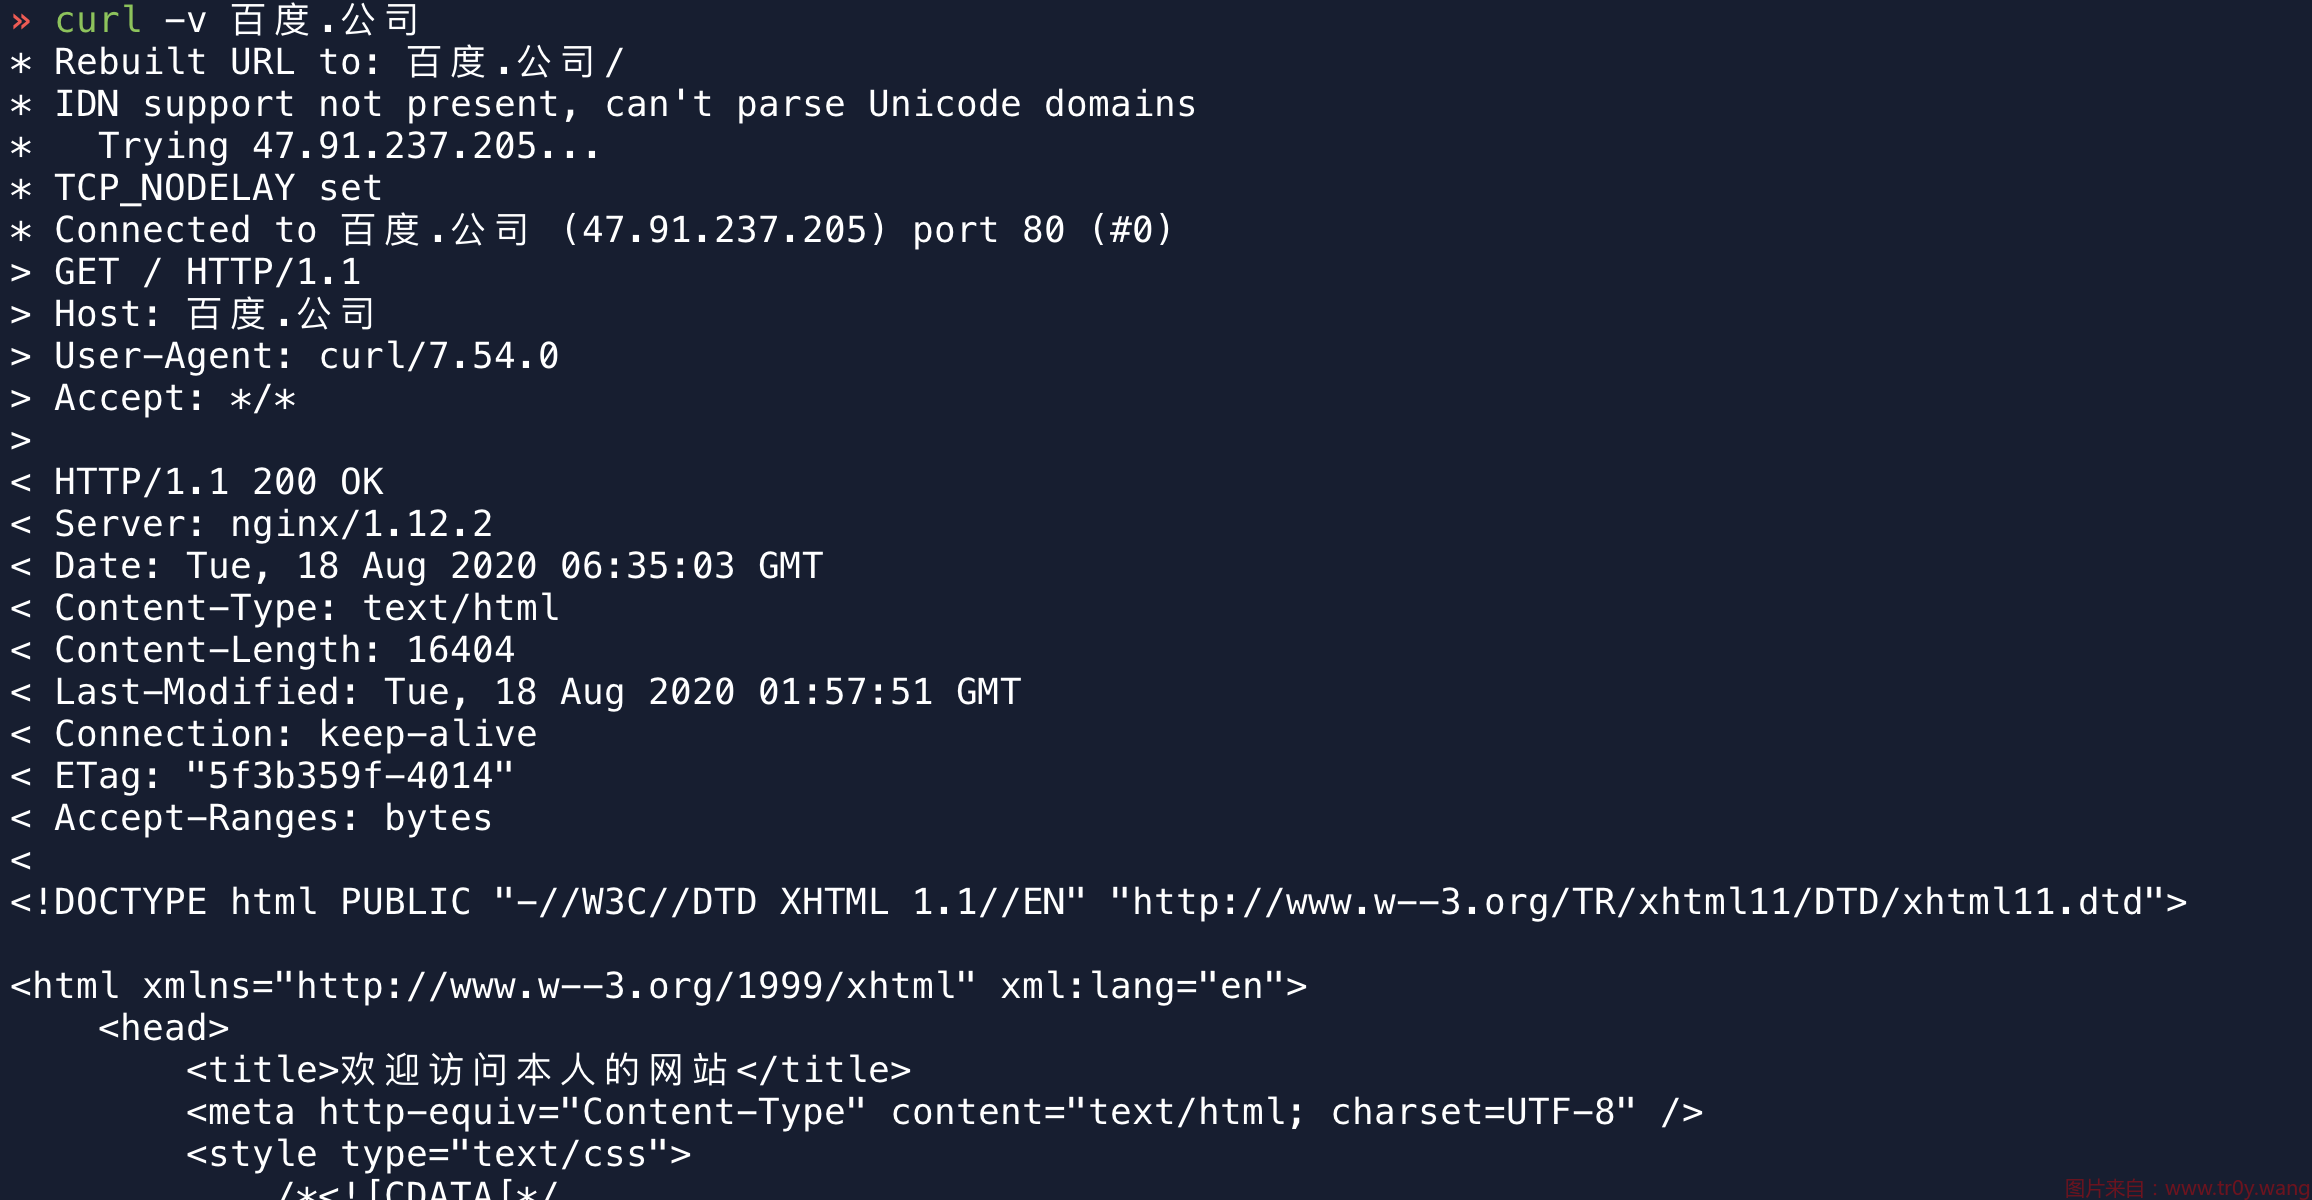 » curl -v 百度.公司
* Rebuilt URL to: 百度.公司/
* IDN support not present, can't parse Unicode domains
*   Trying 47.91.237.205...
* TCP_NODELAY set
* Connected to 百度.公司 (47.91.237.205) port 80 (#0)
> GET / HTTP/1.1
> Host: 百度.公司
> User-Agent: curl/7.54.0
> Accept: */*
>
< HTTP/1.1 200 OK
< Server: nginx/1.12.2
< Date: Tue, 18 Aug 2020 06:35:03 GMT
< Content-Type: text/html
< Content-Length: 16404
< Last-Modified: Tue, 18 Aug 2020 01:57:51 GMT
< Connection: keep-alive
< ETag: "5f3b359f-4014"
< Accept-Ranges: bytes
<
<!DOCTYPE html PUBLIC "-//W3C//DTD XHTML 1.1//EN" "http://www.w--3.org/TR/xhtml11/DTD/xhtml11.dtd">
<html xmlns="http://www.w--3.org/1999/xhtml" xml:lang="en">
    <head>
        <title>欢迎访问本人的网站</title>
        <meta http-equiv="Content-Type" content="text/html; charset=UTF-8" />
        <style type="text/css">
            /*<![CDATA[*/
图片来自：www.tr0y.wang